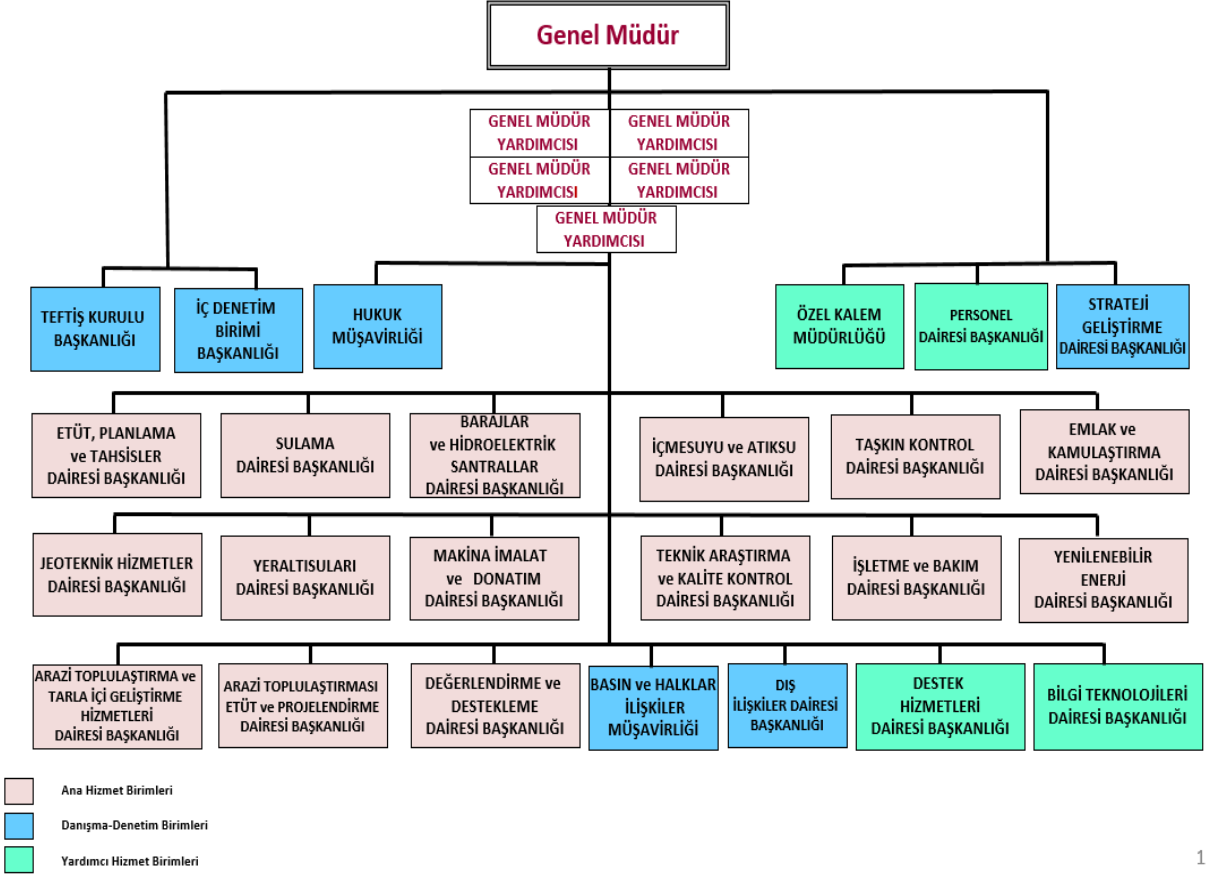 Genel Müdür
GENEL MÜDÜR
YARDIMCISI
GENEL MÜDÜR
YARDIMCISI
GENEL MÜDÜR
YARDIMCISI
GENEL MÜDÜR
YARDIMCISI
GENEL MÜDÜR
YARDIMCISI
TEFTİŞ KURULU
BAŞKANLIĞI
İÇ DENETİM
BİRİMİ
BAŞKANLIĞI
HUKUK
MÜŞAVİRLİĞİ
ÖZEL KALEM
MÜDÜRLÜĞÜ
PERSONEL
DAİRESİ BAŞKANLIĞI
STRATEJİ
GELİŞTİRME
DAİRESİ BAŞKANLIĞI
ETÜT, PLANLAMA
ve TAHSİSLER
DAİRESİ BAŞKANLIĞI
SULAMA
DAİRESİ BAŞKANLIĞI
BARAJLAR
ve HİDROELEKTRİK
SANTRALLAR
DAİRESİ BAŞKANLIĞI
İÇMESUYU ve ATIKSU
DAİRESİ BAŞKANLIĞI
TAŞKIN KONTROL
DAİRESİ BAŞKANLIĞI
EMLAK ve
KAMULAŞTIRMA
DAİRESİ BAŞKANLIĞI
JEOTEKNİK HİZMETLER
DAİRESİ BAŞKANLIĞI
YERALTISULARI
DAİRESİ BAŞKANLIĞI
MAKİNA İMALAT
ve DONATIM
DAİRESİ BAŞKANLIĞI
TEKNİK ARAŞTIRMA
ve KALİTE KONTROL
DAİRESİ BAŞKANLIĞI
İŞLETME ve BAKIM
DAİRESİ BAŞKANLIĞI
YENİLENEBİLİR
ENERJİ
DAİRESİ BAŞKANLIĞI
ARAZİ TOPLULAŞTIRMA ve
TARLA İÇİ GELİŞTİRME
HİZMETLERİ
DAİRESİ BAŞKANLIĞI
ARAZİ TOPLULAŞTIRMASI
ETÜT ve PROJELENDİRME
DAİRESİ BAŞKANLIĞI
DEĞERLENDİRME ve
DESTEKLEME
DAİRESİ BAŞKANLIĞI
BASIN ve HALKLAR
İLİŞKİLER
MÜŞAVİRLİĞİ
DIŞ
İLİŞKİLER DAİRESİ
BAŞKANLIĞI
DESTEK
HİZMETLERİ
DAİRESİ BAŞKANLIĞI
BİLGİ TEKNOLOJİLERİ
DAİRESİ BAŞKANLIĞI
Ana Hizmet Birimleri
Danışma-Denetim Birimleri
Yardımcı Hizmet Birimleri
1